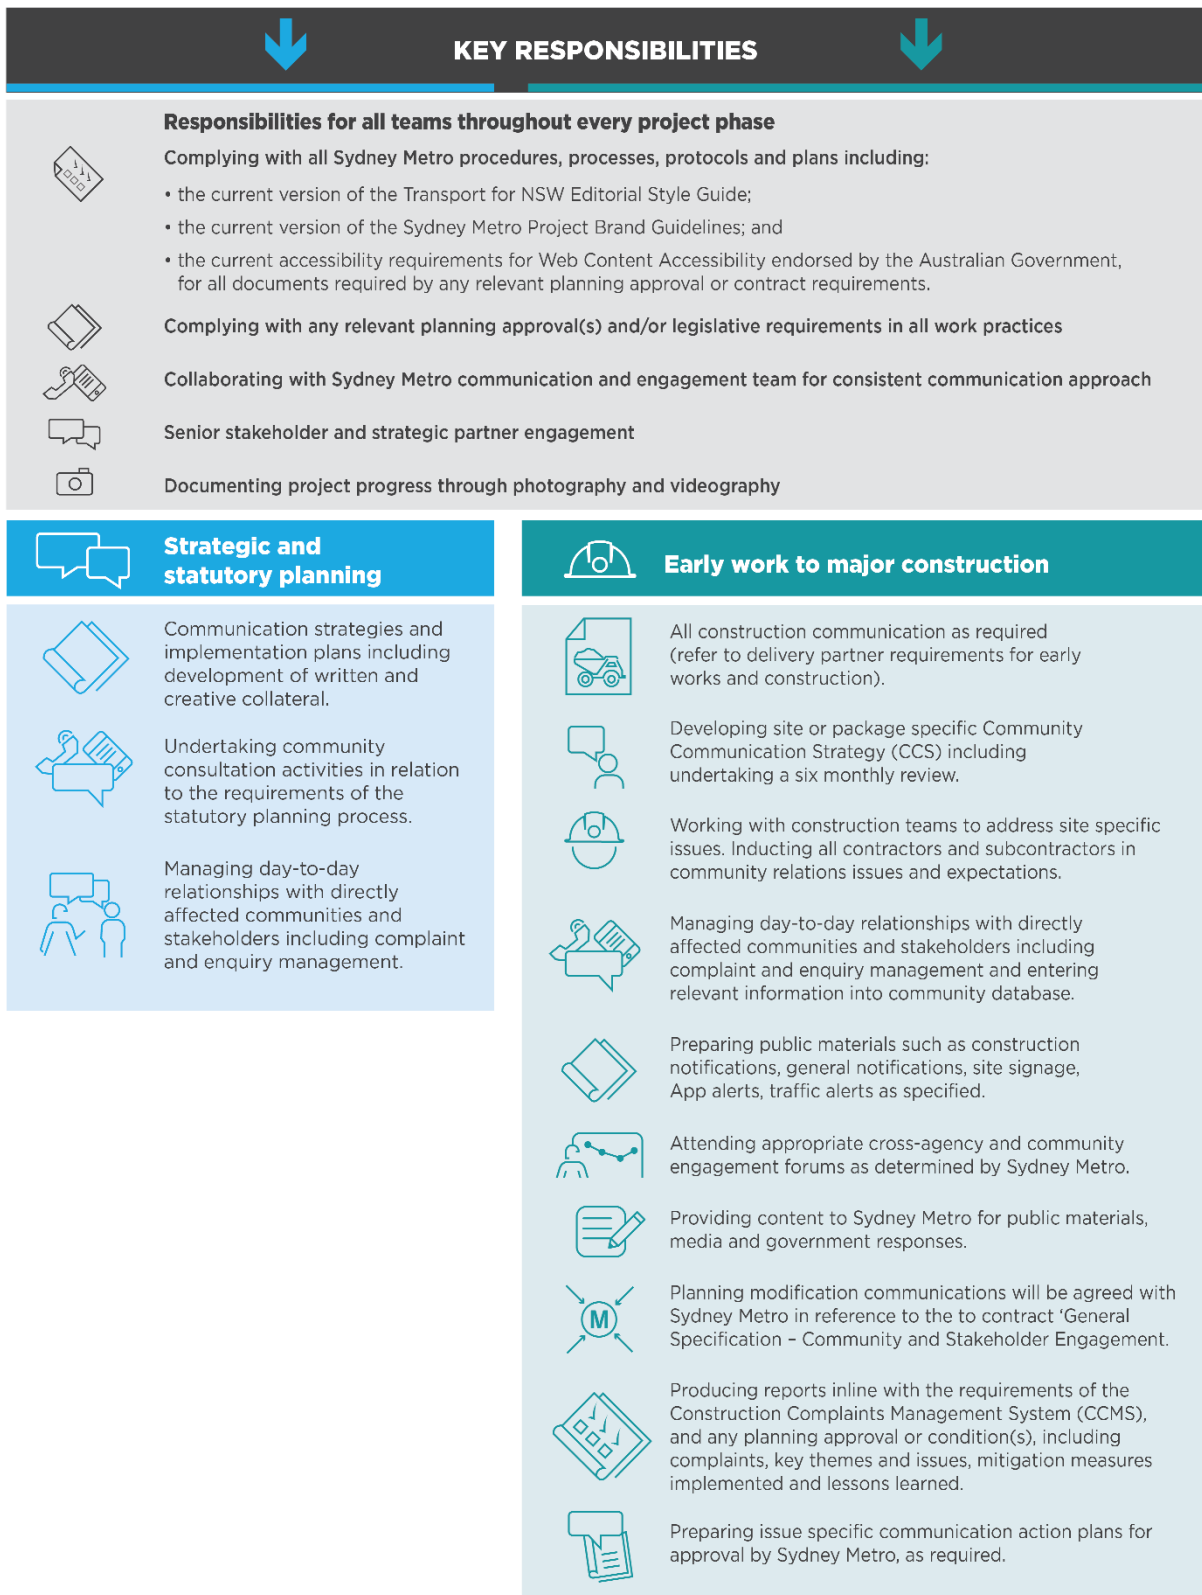 KEY RESPONSIBILITIES
Responsibilities for all teams throughout every project phase
Complying with all Sydney Metro procedures, processes, protocols and plans including:
• the current version of the Transport for NSW Editorial Style Guide;
• the current version of the Sydney Metro Project Brand Guidelines; and
• the current accessibility requirements for Web Content Accessibility endorsed by the Australian Government,
for all documents required by any relevant planning approval or contract requirements.
Complying with any relevant planning approval(s) and/or legislative requirements in all work practices
Collaborating with Sydney Metro communication and engagement team for consistent communication approach
Senior stakeholder and strategic partner engagement
Documenting project progress through photography and videography
Strategic and
statutory planning
Communication strategies and
implementation plans including
development of written and
creative collateral.
Undertaking community
consultation activities in relation
to the requirements of the
statutory planning process.
Managing day-to-day
relationships with directly
affected communities and
stakeholders including complaint
and enquiry management.
Early work to major construction
All construction communication as required
(refer to delivery partner requirements for early
works and construction).
Developing site or package specific Community
Communication Strategy (CCS) including
undertaking a six monthly review.
Working with construction teams to address site specific
issues. Inducting all contractors and subcontractors in
community relations issues and expectations.
Managing day-to-day relationships with directly
affected communities and stakeholders including
complaint and enquiry management and entering
relevant information into community database.
Preparing public materials such as construction
notifications, general notifications, site signage,
App alerts, traffic alerts as specified.
Attending appropriate cross-agency and community
engagement forums as determined by Sydney Metro.
Providing content to Sydney Metro for public materials,
media and government responses.
M
Planning modification communications will be agreed with
Sydney Metro in reference to the to contract ‘General
Specification – Community and Stakeholder Engagement.
Producing reports inline with the requirements of the
Construction Complaints Management System (CCMS),
and any planning approval or condition(s), including
complaints, key themes and issues, mitigation measures
implemented and lessons learned.
Preparing issue specific communication action plans for
approval by Sydney Metro, as required.